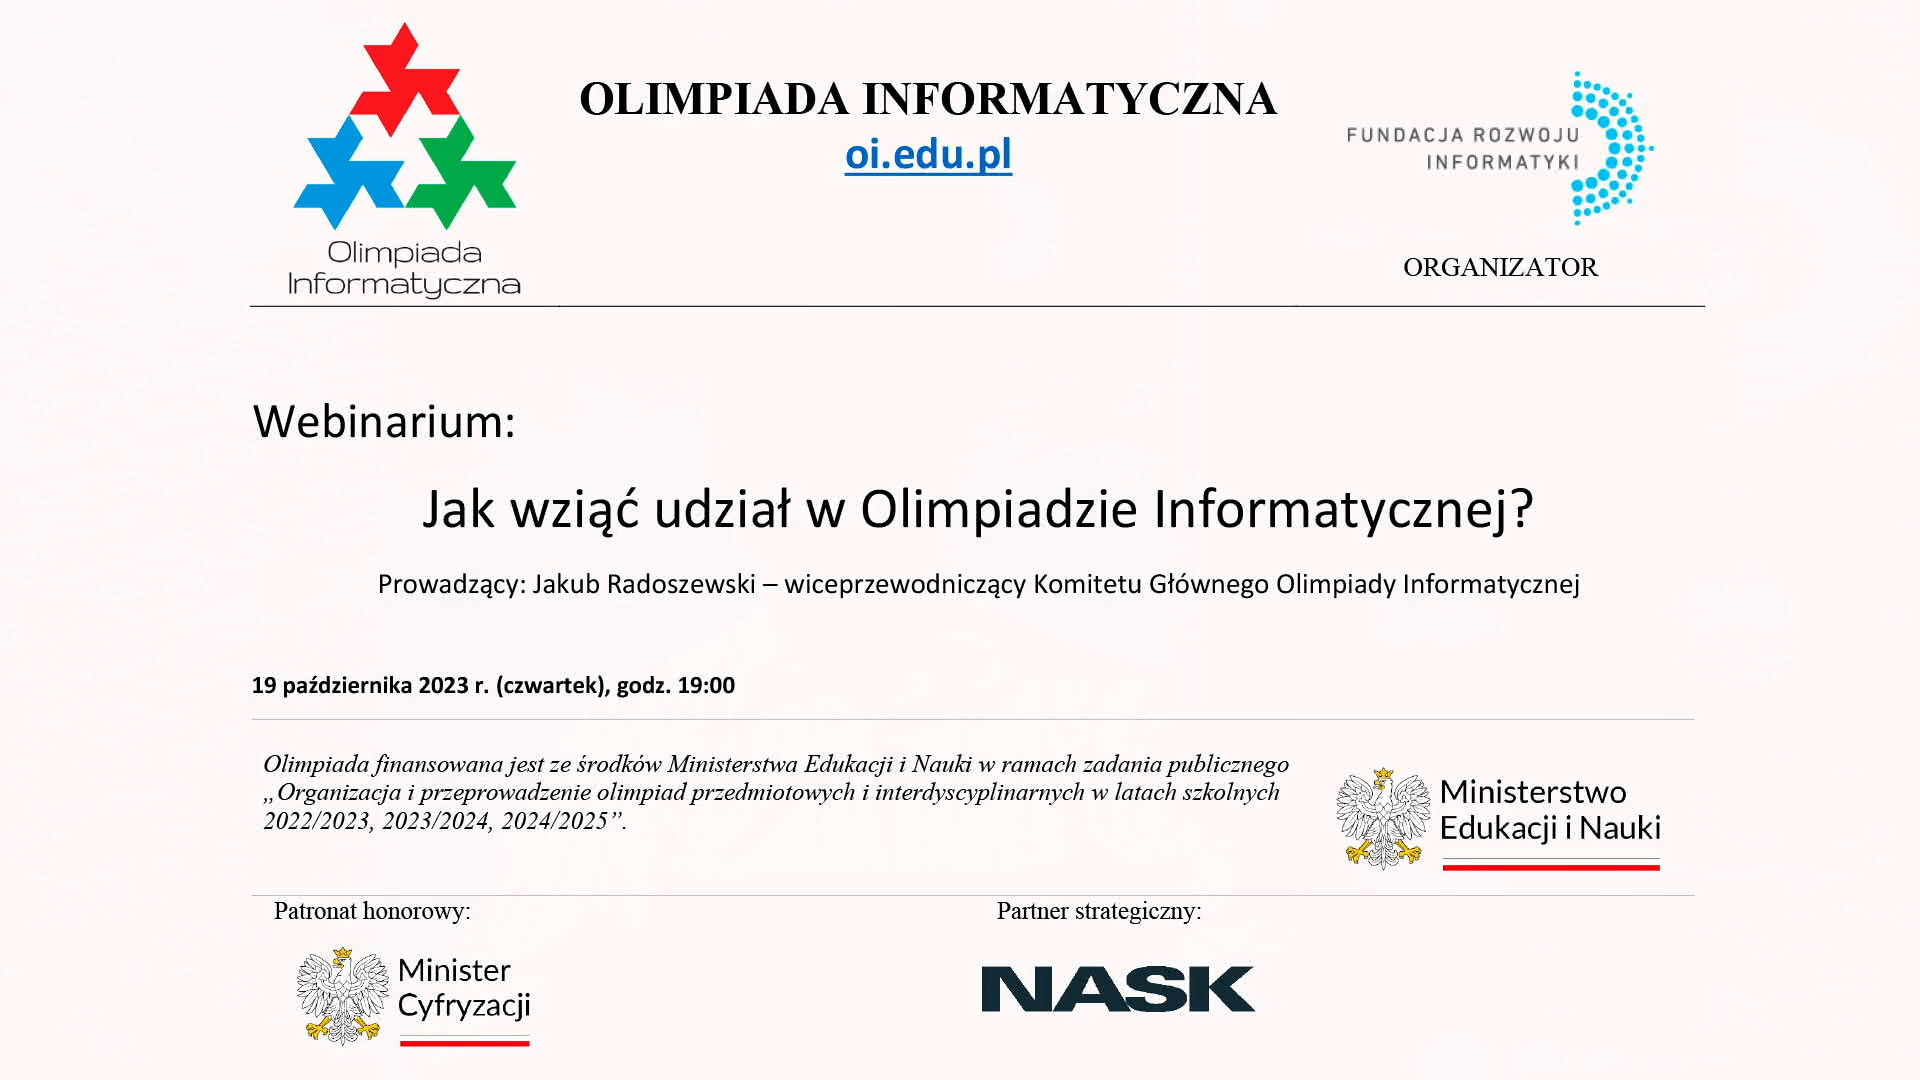 Olimpiada
Informatyczna
OLIMPIADA INFORMATYCZNA
oi.edu.pl
FUNDACJA ROZWOJU
INFORMATYKI
ORGANIZATOR
Webinarium:
Jak wziąć udział w Olimpiadzie Informatycznej?
Prowadzący: Jakub Radoszewski – wiceprzewodniczący Komitetu Głównego Olimpiady Informatycznej
19 października 2023 r. (czwartek), godz. 19:00
Olimpiada finansowana jest ze środków Ministerstwa Edukacji i Nauki w ramach zadania publicznego
„Organizacja i przeprowadzenie olimpiad przedmiotowych i interdyscyplinarnych w latach szkolnych
2022/2023, 2023/2024, 2024/2025”.
Ministerstwo
Edukacji i Nauki
Patronat honorowy:
Minister
Cyfryzacji
Partner strategiczny:
NASK